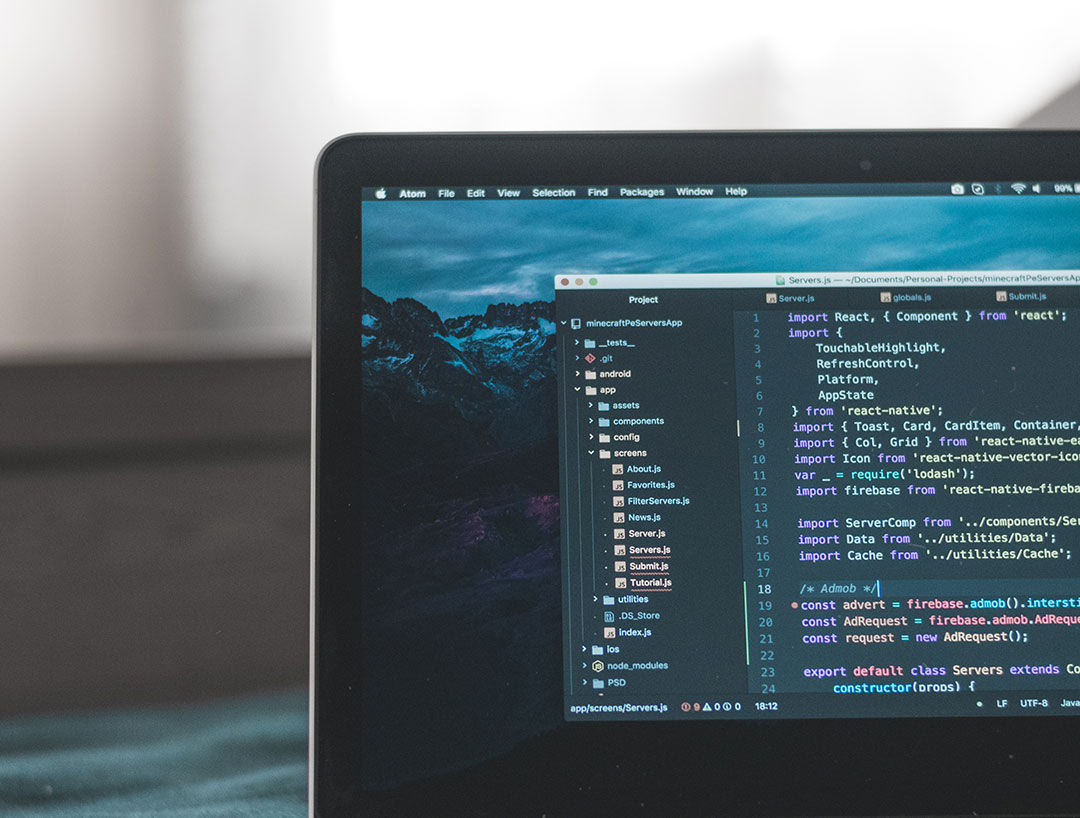 Atom File Edit View Selection Find Packages Window Help 99%
Servers.js — ~/Documents/Personal-Projects/minecraftPeServersApp
Project
Server.js globals.js Submit.js
minecraftPeServersApp
__tests__
.git
android
app
assets
components
config
screens
About.js
Favorites.js
FilterServers.js
News.js
Server.js
Servers.js
Submit.js
Tutorial.js
utilities
.DS_Store
index.js
ios
node_modules
PSD
1 import React, { Component } from 'react';
2 import {
3 TouchableHighlight,
4 RefreshControl,
5 Platform,
6 AppState
7 } from 'react-native';
8 import { Toast, Card, CardItem, Container,
9 import { Col, Grid } from 'react-native-ea
10 import Icon from 'react-native-vector-icon
11 var _ = require('lodash');
12 import firebase from 'react-native-fireba
13
14 import ServerComp from '../components/Ser
15 import Data from '../utilities/Data';
16 import Cache from '../utilities/Cache';
17
18 /* Admob */
19 const advert = firebase.admob().intersti
20 const AdRequest = firebase.admob.AdReque
21 const request = new AdRequest();
22
23 export default class Servers extends Co
24 constructor(props) {
app/screens/Servers.js 9 0 0 18:12 LF UTF-8 Java